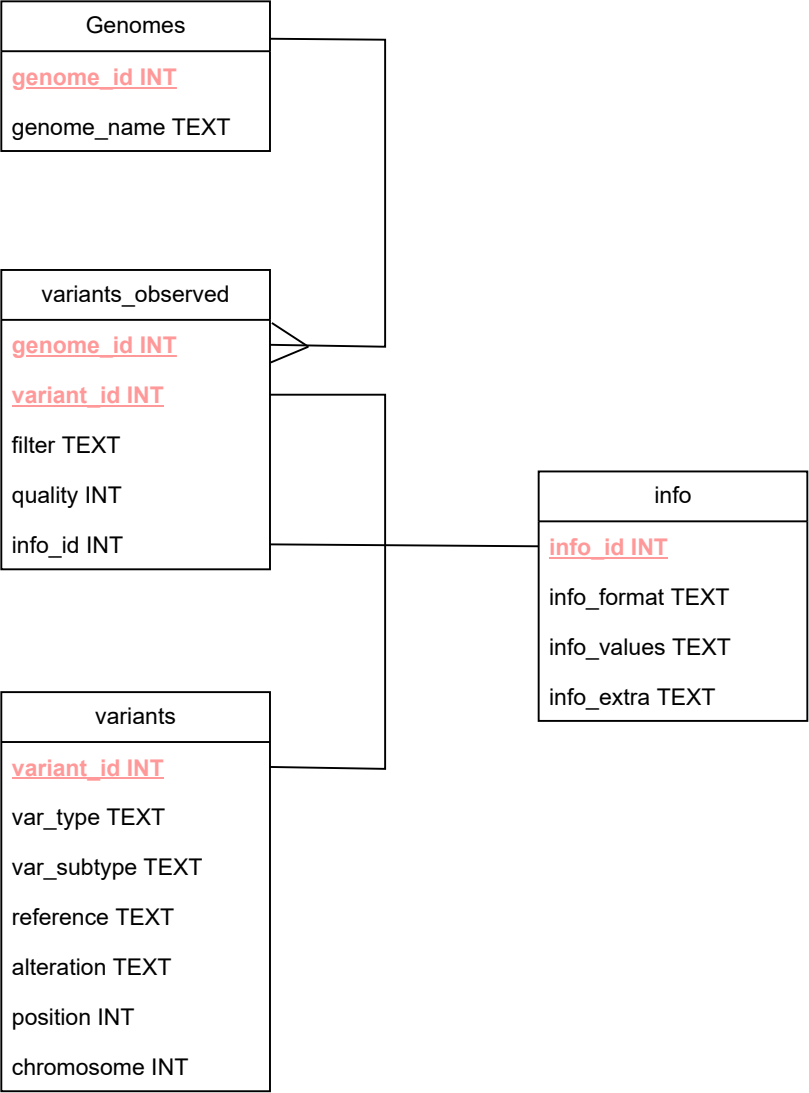 Genomes
genome_id INT
genome_name TEXT
variants_observed
genome_id INT
variant_id INT
filter TEXT
quality INT
info_id INT
info
info_id INT
info_format TEXT
info_values TEXT
info_extra TEXT
variants
variant_id INT
var_type TEXT
var_subtype TEXT
reference TEXT
alteration TEXT
position INT
chromosome INT